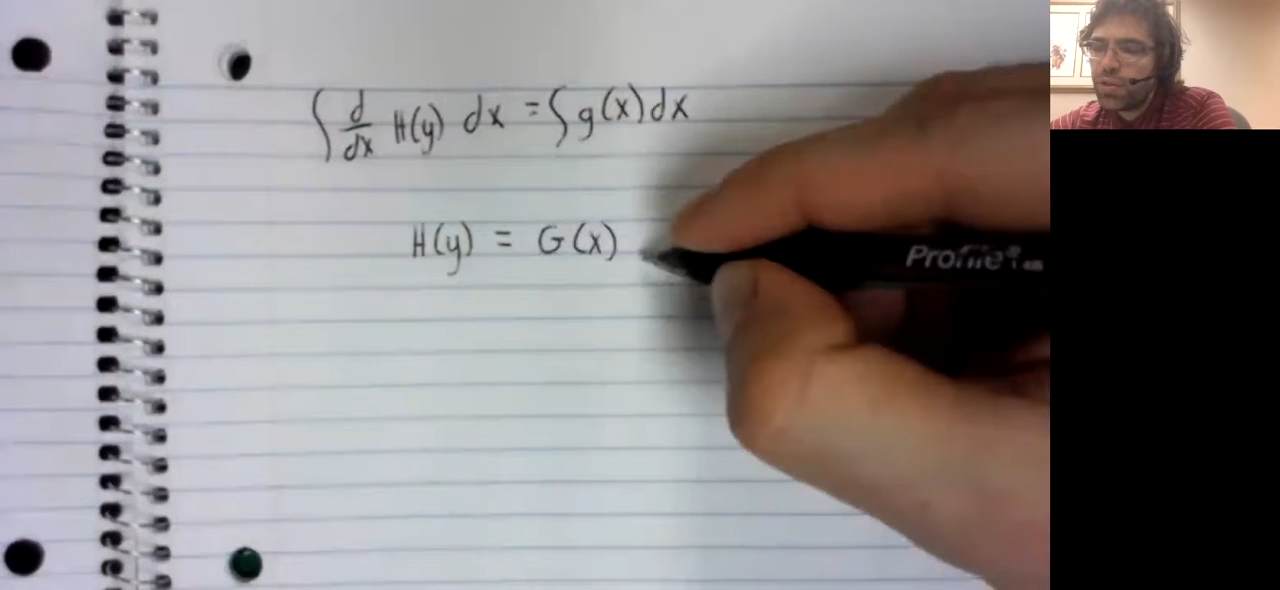 ∫ d/dx H(y) dx = ∫ g(x) dx
H(y) = G(x)
Profile